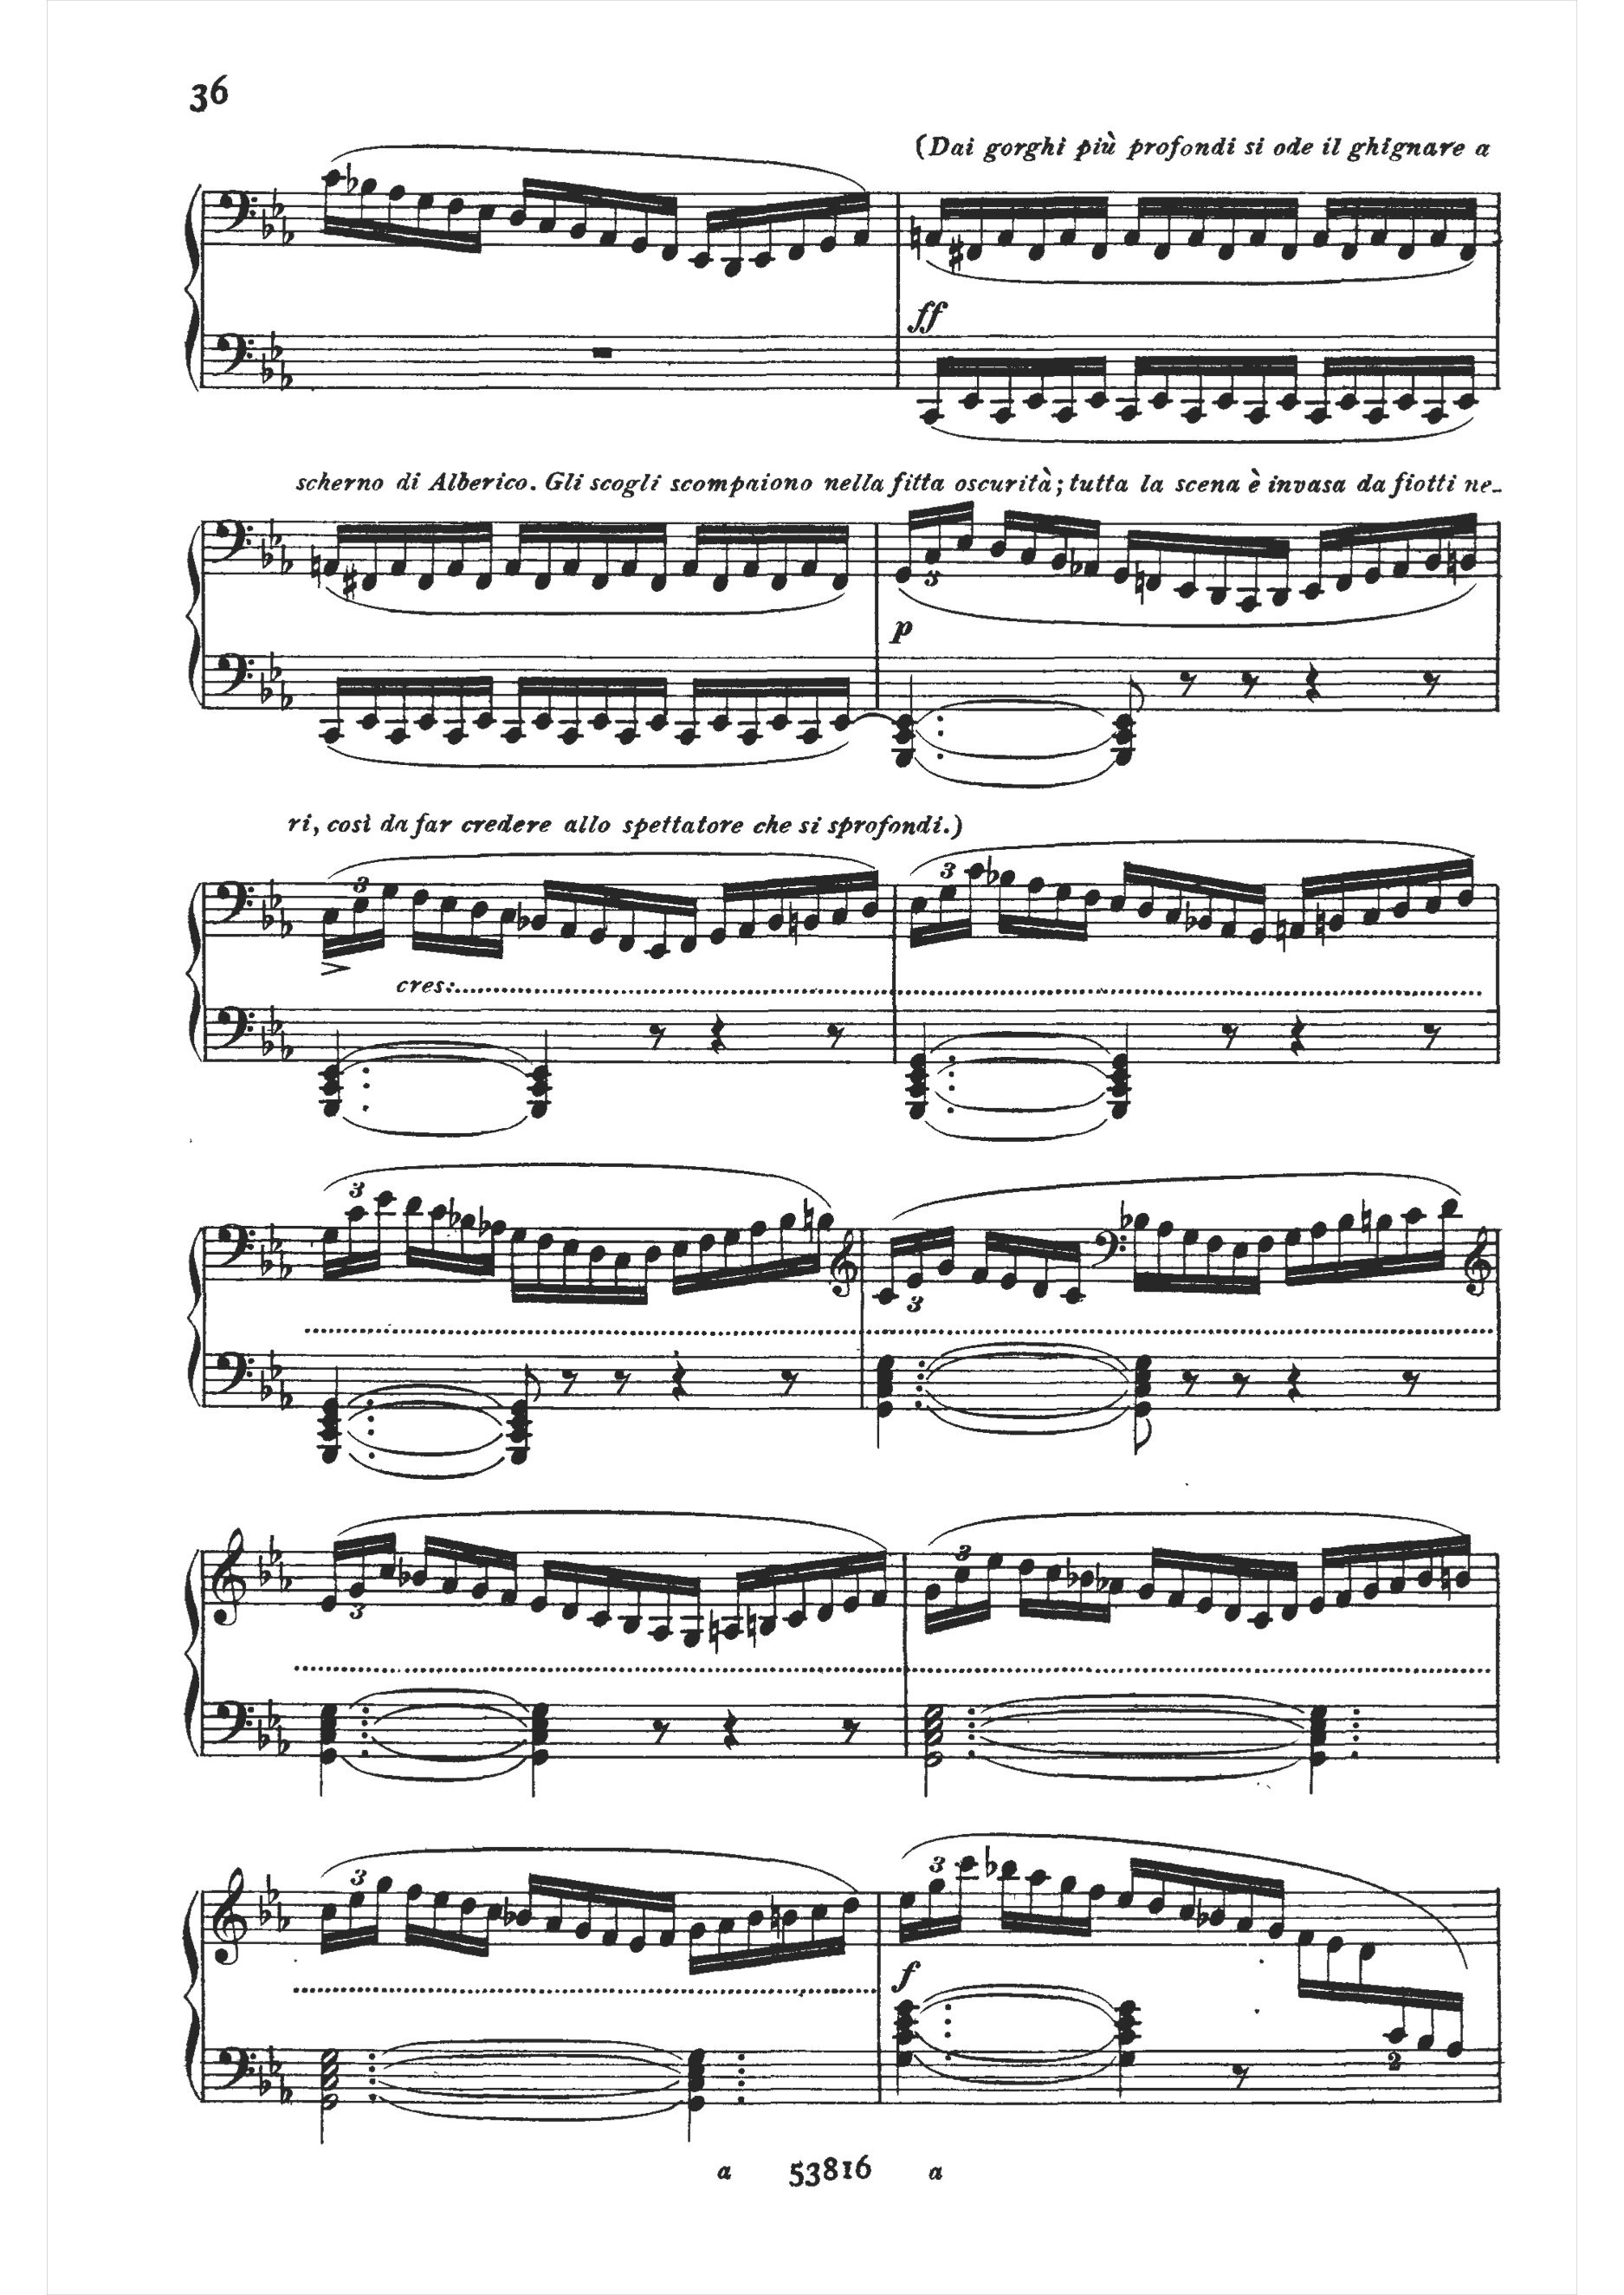 36
(Dai gorghi più profondi si ode il ghignare a
ff
scherno di Alberico. Gli scogli scompaiono nella fitta oscurità; tutta la scena è invasa da fiotti ne-
3
p
ri, così da far credere allo spettatore che si sprofondi.)
3 3
cres:
3 3
3 3
3 3
f
2
a 53816 a